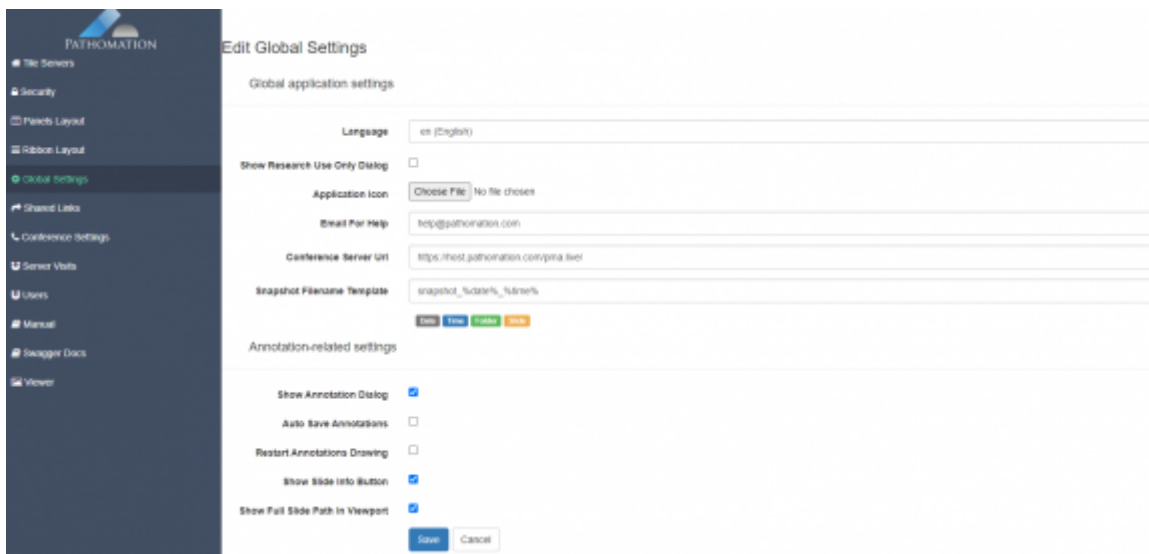 PATHOMATION
Tile Servers
Security
Panels Layout
Ribbon Layout
Global Settings
Shared Links
Conference Settings
Server Visits
Users
Manual
Swagger Docs
Viewer
Edit Global Settings
Global application settings
Language en (English)
Show Research Use Only Dialog
Application Icon Choose File No file chosen
Email For Help help@pathomation.com
Conference Server Url https://host.pathomation.com/pma.live/
Snapshot Filename Template snapshot_%date%_%time%
Date Time Folder Slide
Annotation-related settings
Show Annotation Dialog
Auto Save Annotations
Restart Annotations Drawing
Show Slide Info Button
Show Full Slide Path In Viewport
Save Cancel